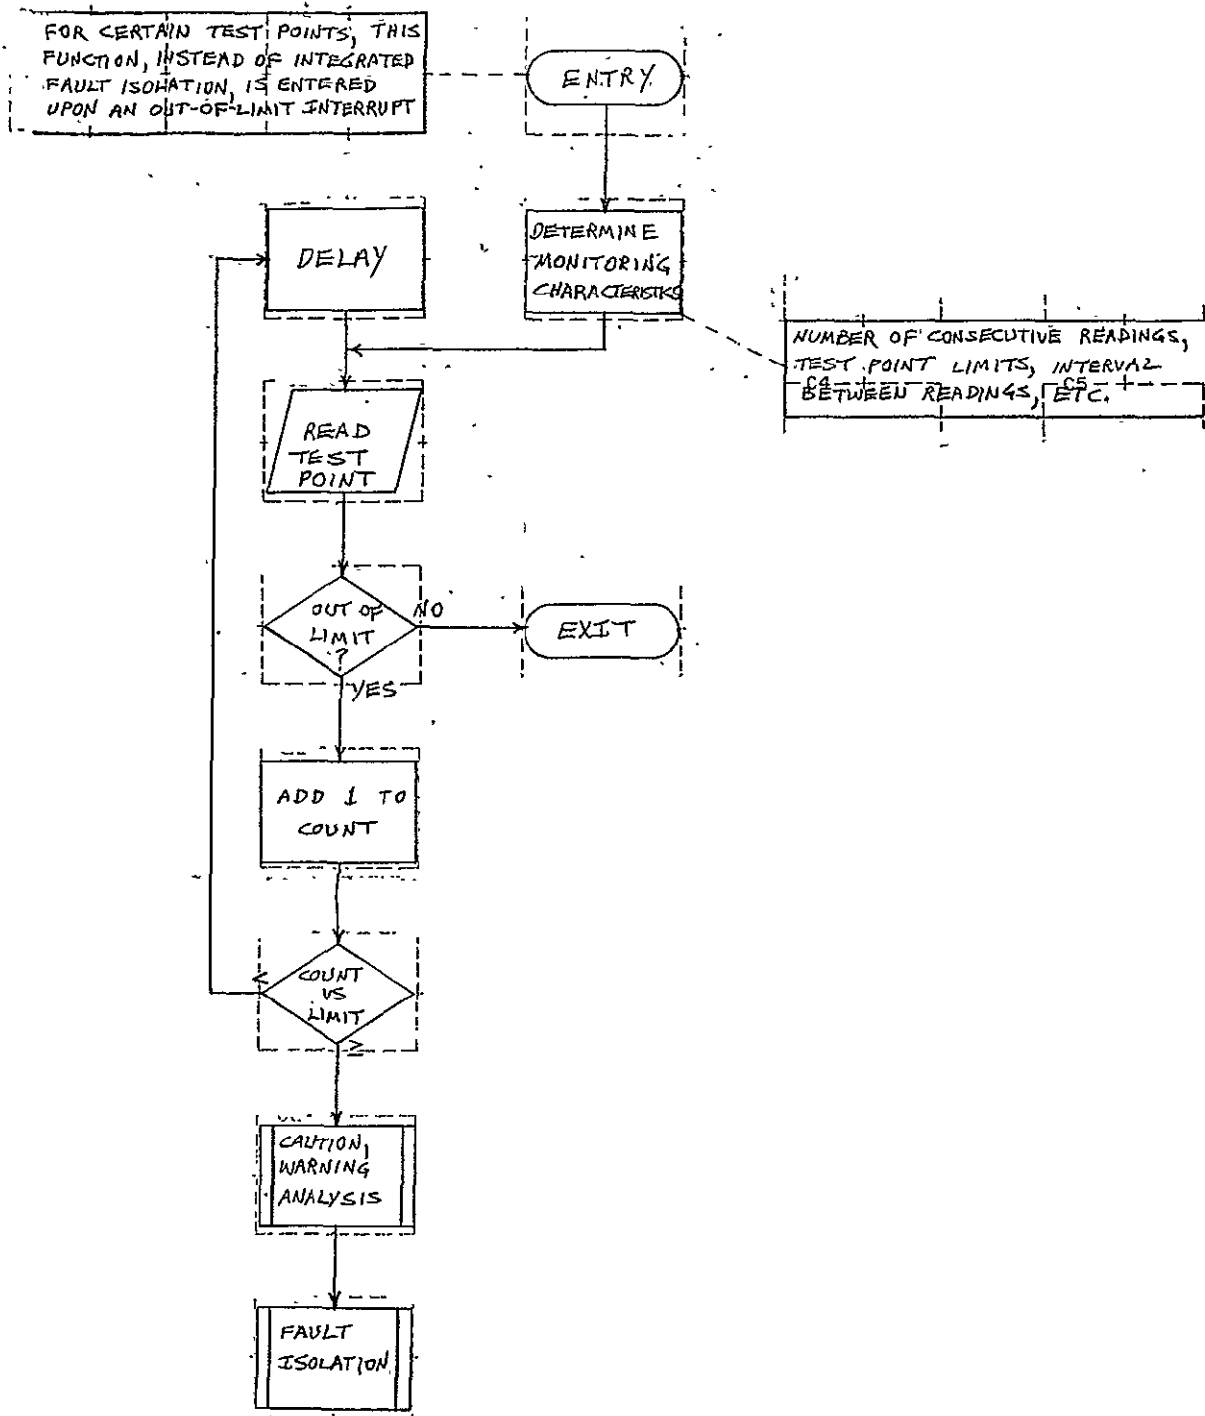 FOR CERTAIN TEST POINTS, THIS
FUNCTION, INSTEAD OF INTEGRATED
FAULT ISOLATION, IS ENTERED
UPON AN OUT-OF-LIMIT INTERRUPT
ENTRY
DELAY
DETERMINE
MONITORING
CHARACTERISTICS
NUMBER OF CONSECUTIVE READINGS,
TEST POINT LIMITS, INTERVAL
C4 C5
BETWEEN READINGS, ETC.
READ
TEST
POINT
OUT OF
LIMIT
?
NO
EXIT
YES
ADD 1 TO
COUNT
<
COUNT
VS
LIMIT
≥
CAUTION,
WARNING
ANALYSIS
FAULT
ISOLATION